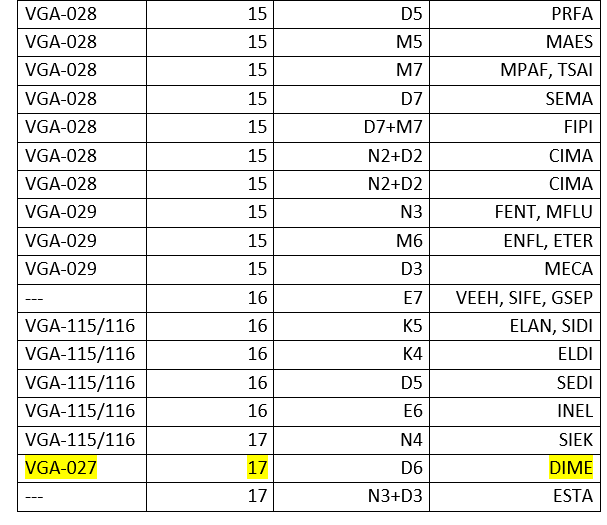 VGA-028 15 D5 PRFA
VGA-028 15 M5 MAES
VGA-028 15 M7 MPAF, TSAI
VGA-028 15 D7 SEMA
VGA-028 15 D7+M7 FIPI
VGA-028 15 N2+D2 CIMA
VGA-028 15 N2+D2 CIMA
VGA-029 15 N3 FENT, MFLU
VGA-029 15 M6 ENFL, ETER
VGA-029 15 D3 MECA
--- 16 E7 VEEH, SIFE, GSEP
VGA-115/116 16 K5 ELAN, SIDI
VGA-115/116 16 K4 ELDI
VGA-115/116 16 D5 SEDI
VGA-115/116 16 E6 INEL
VGA-115/116 17 N4 SIEK
VGA-027 17 D6 DIME
--- 17 N3+D3 ESTA